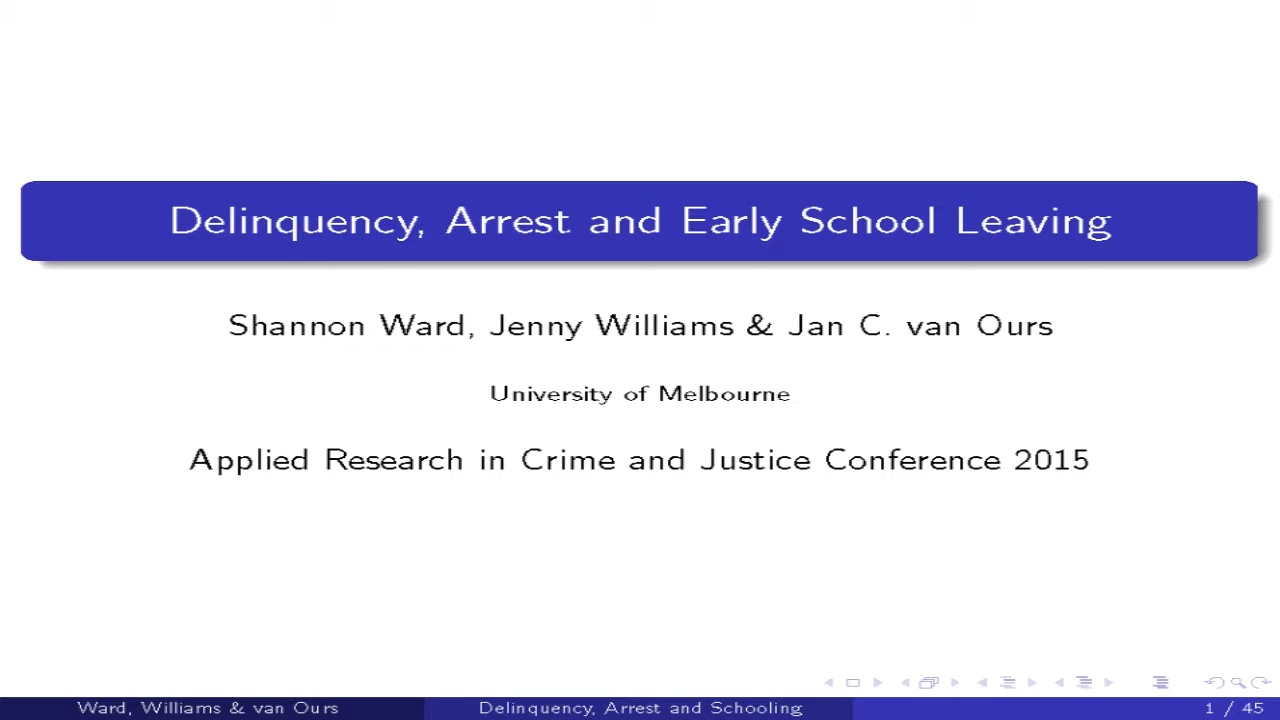 Delinquency, Arrest and Early School Leaving
Shannon Ward, Jenny Williams & Jan C. van Ours
University of Melbourne
Applied Research in Crime and Justice Conference 2015
Ward, Williams & van Ours
Delinquency, Arrest and Schooling
1 / 45